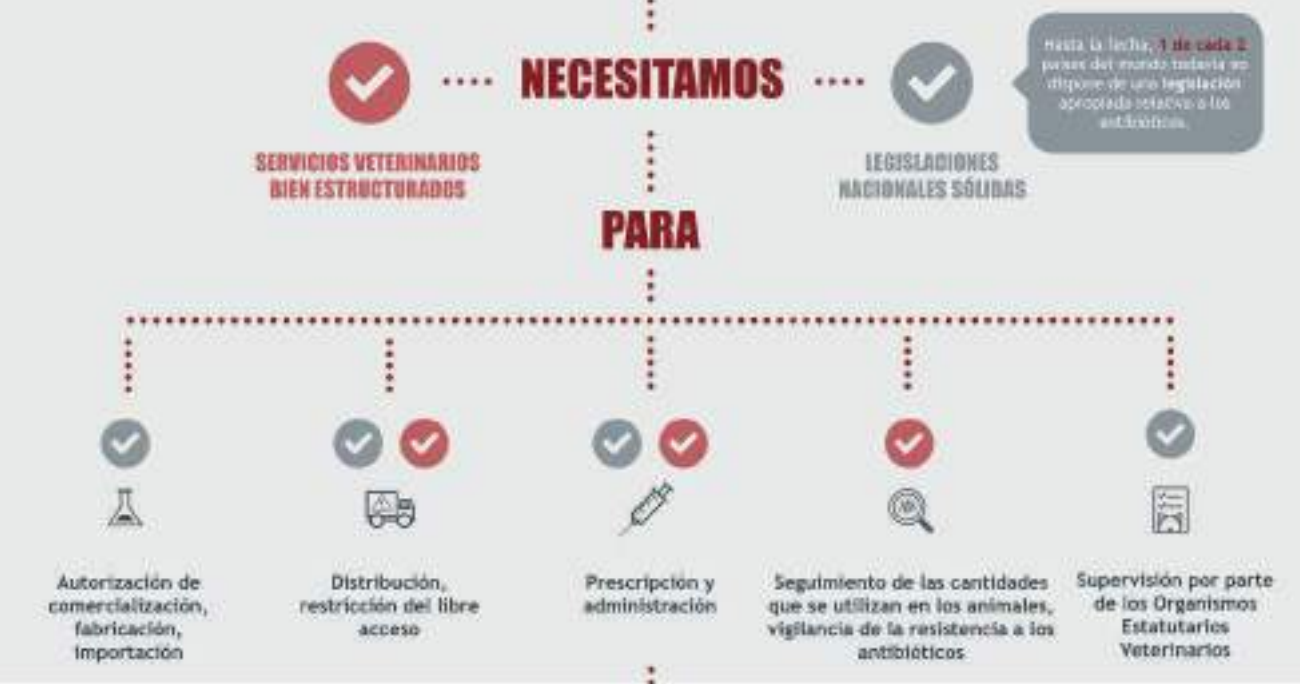 NECESITAMOS
SERVICIOS VETERINARIOS
BIEN ESTRUCTURADOS
LEGISLACIONES
NACIONALES SÓLIDAS
Hasta la fecha, 1 de cada 2
países del mundo todavía no
dispone de una legislación
apropiada relativa a los
antibióticos.
PARA
Autorización de
comercialización,
fabricación,
importación
Distribución,
restricción del libre
acceso
Prescripción y
administración
Seguimiento de las cantidades
que se utilizan en los animales,
vigilancia de la resistencia a los
antibióticos
Supervisión por parte
de los Organismos
Estatutarios
Veterinarios